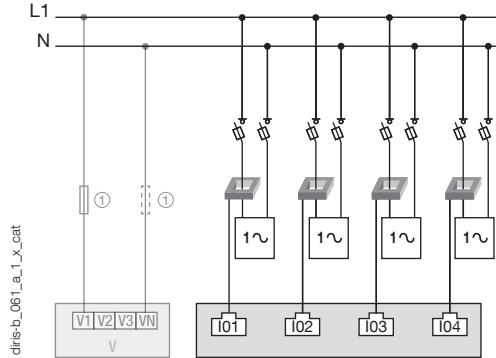 L1
N
① ①
1∿ 1∿ 1∿ 1∿
V1 V2 V3 VN
V
I01 I02 I03 I04
diris-b_061_a_1_x_cat